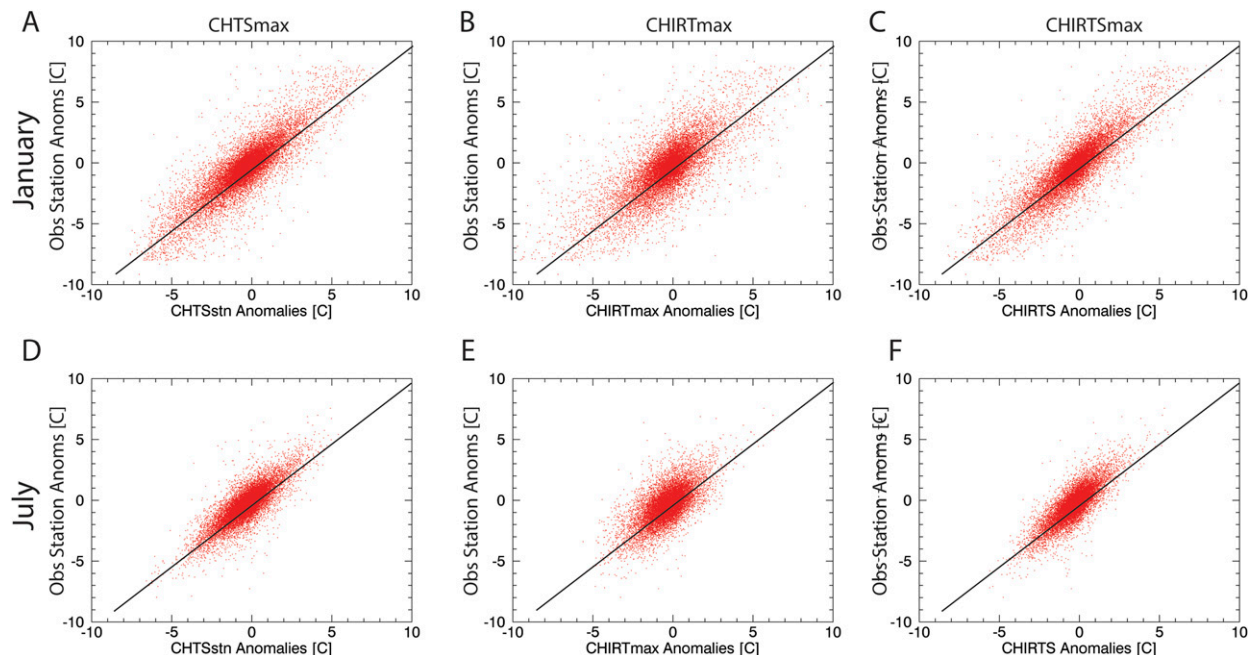 A CHTSmax B CHIRTmax C CHIRTSmax
January
Obs Station Anoms [C] Obs Station Anoms [C] Obs-Station Anoms [C]
10 10 10
5 5 5
0 0 0
-5 -5 -5
-10 -10 -10
-10 -5 0 5 10 -10 -5 0 5 10 -10 -5 0 5 10
CHTSstn Anomalies [C] CHIRTmax Anomalies [C] CHIRTS Anomalies [C]
D E F
July
Obs Station Anoms [C] Obs Station Anoms [C] Obs-Station Anoms [C]
10 10 10
5 5 5
0 0 0
-5 -5 -5
-10 -10 -10
-10 -5 0 5 10 -10 -5 0 5 10 -10 -5 0 5 10
CHTSstn Anomalies [C] CHIRTmax Anomalies [C] CHIRTS Anomalies [C]